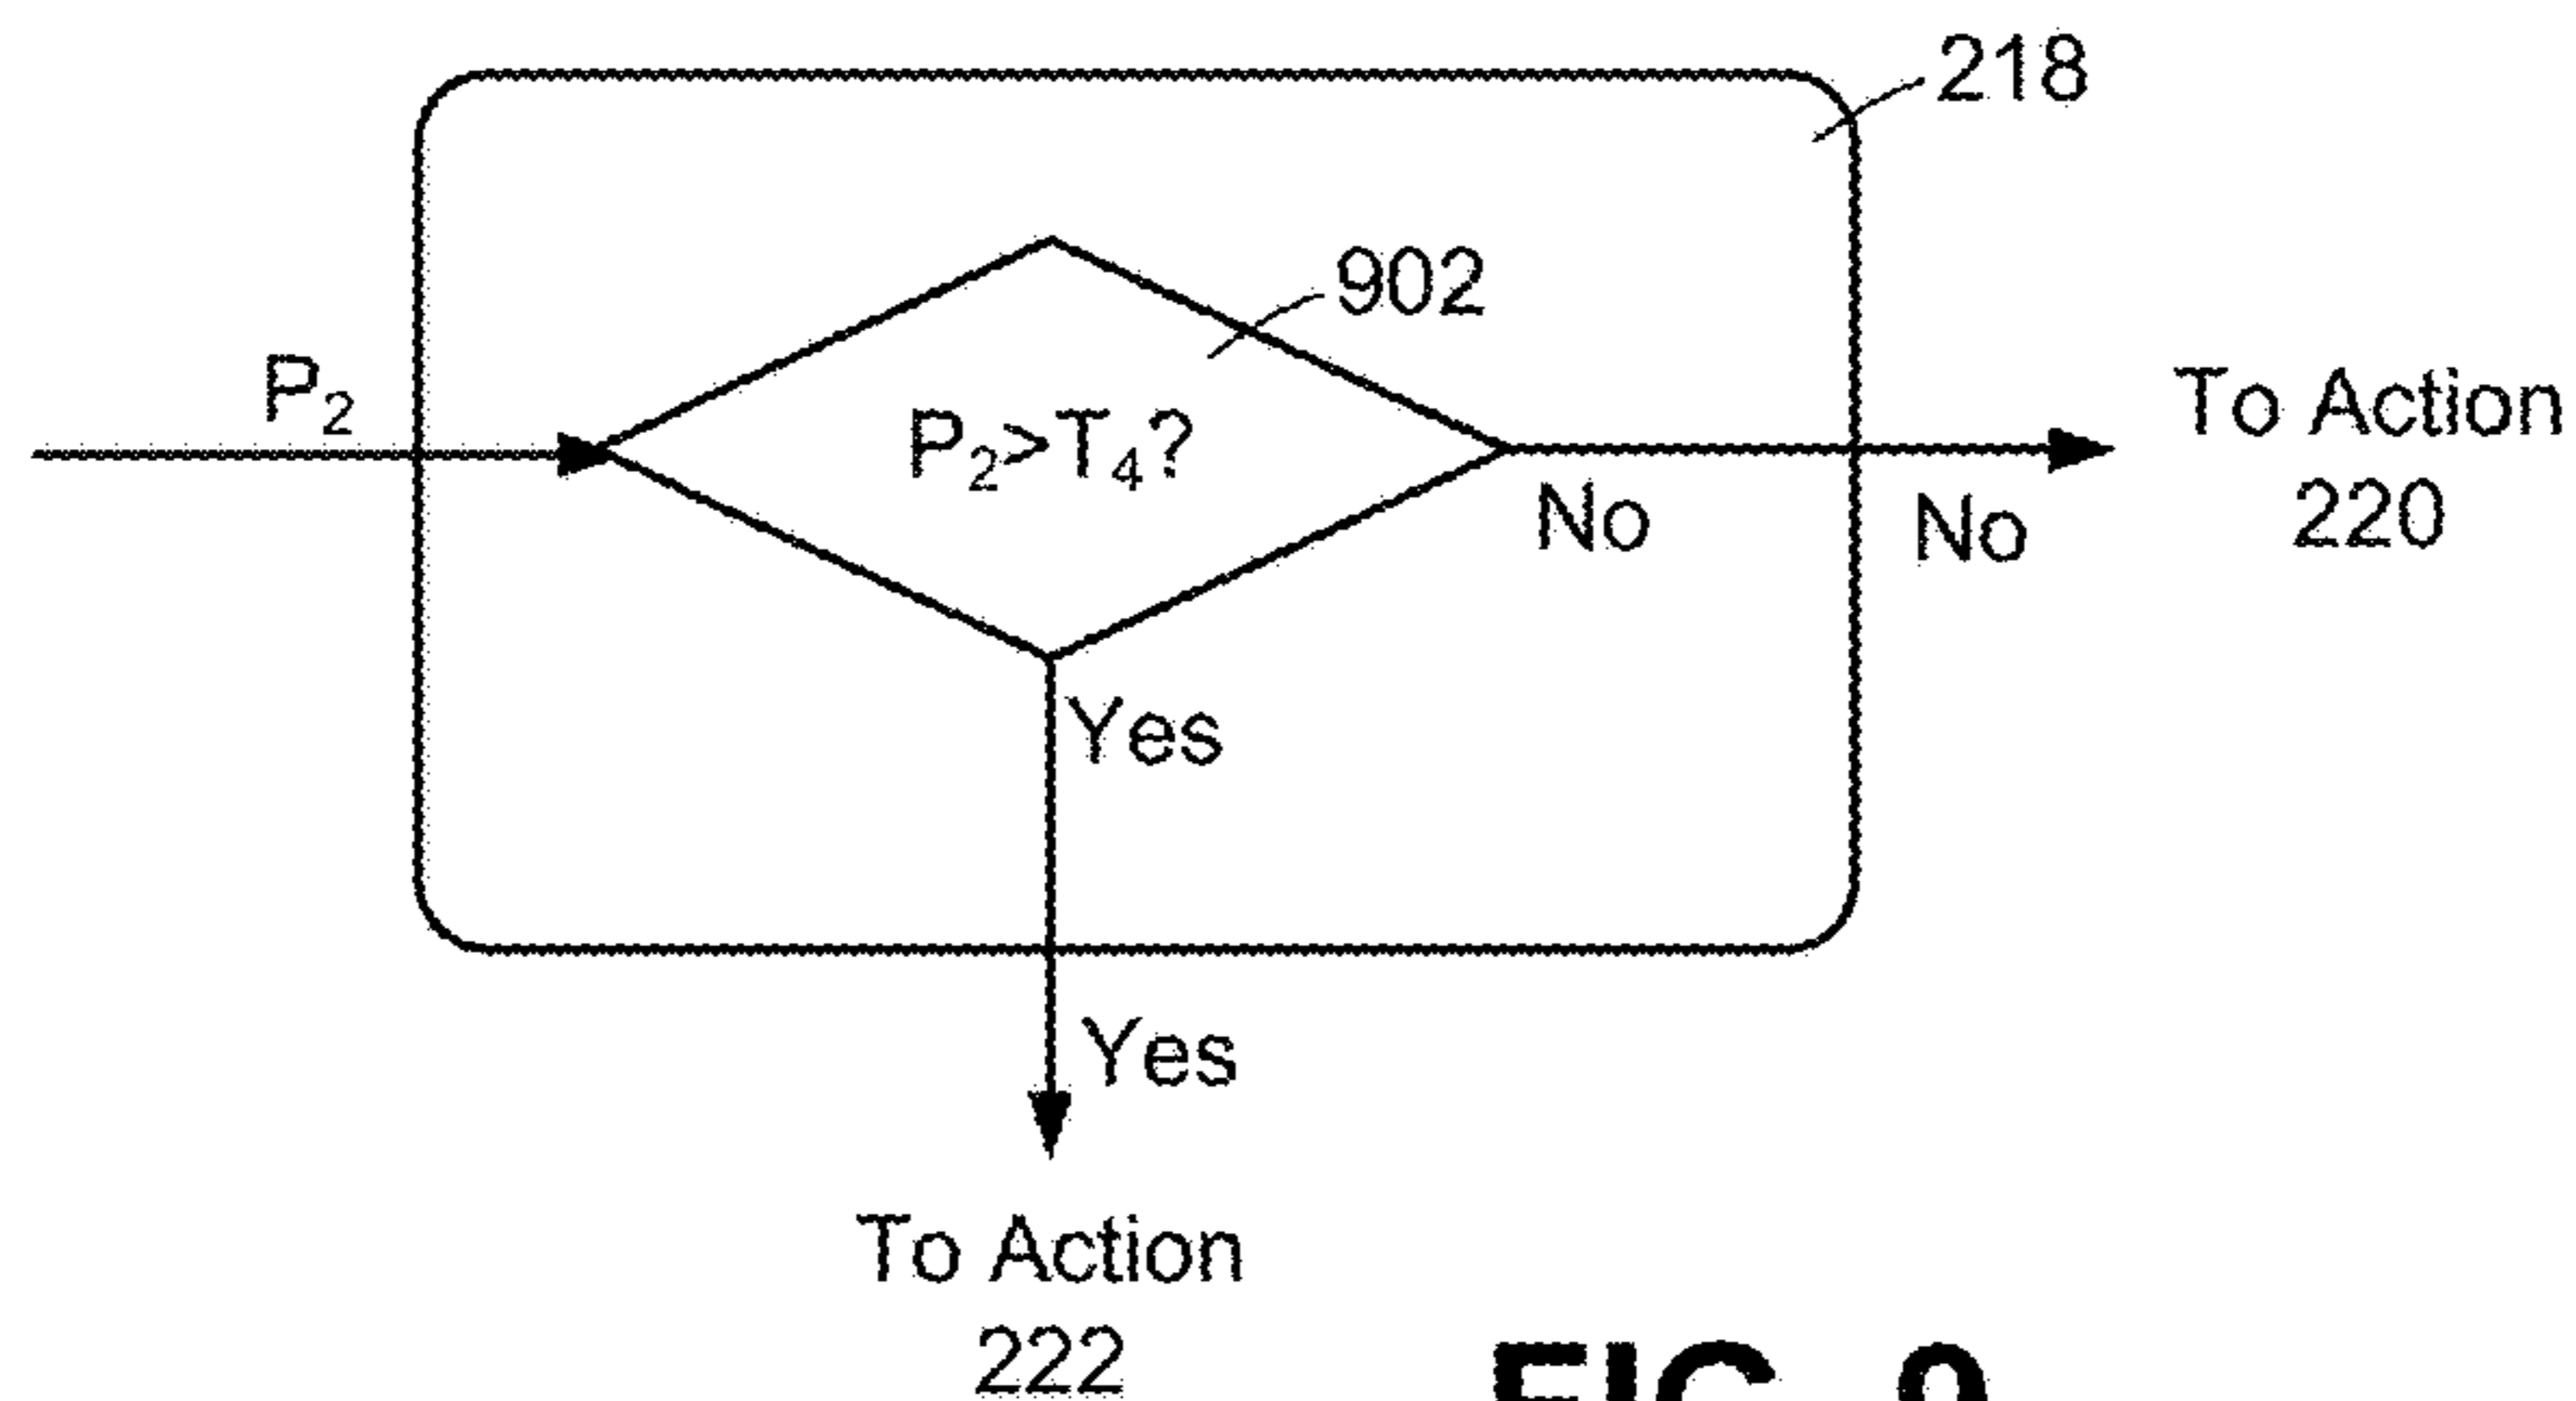 218
902
P₂
P₂>T₄?
To Action
220
No
No
Yes
Yes
To Action
222